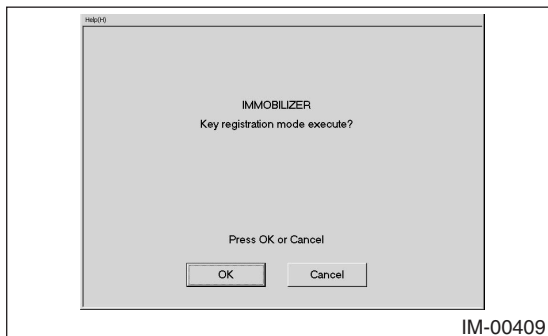 Help(H)
IMMOBILIZER
Key registration mode execute?
Press OK or Cancel
OK Cancel
IM-00409